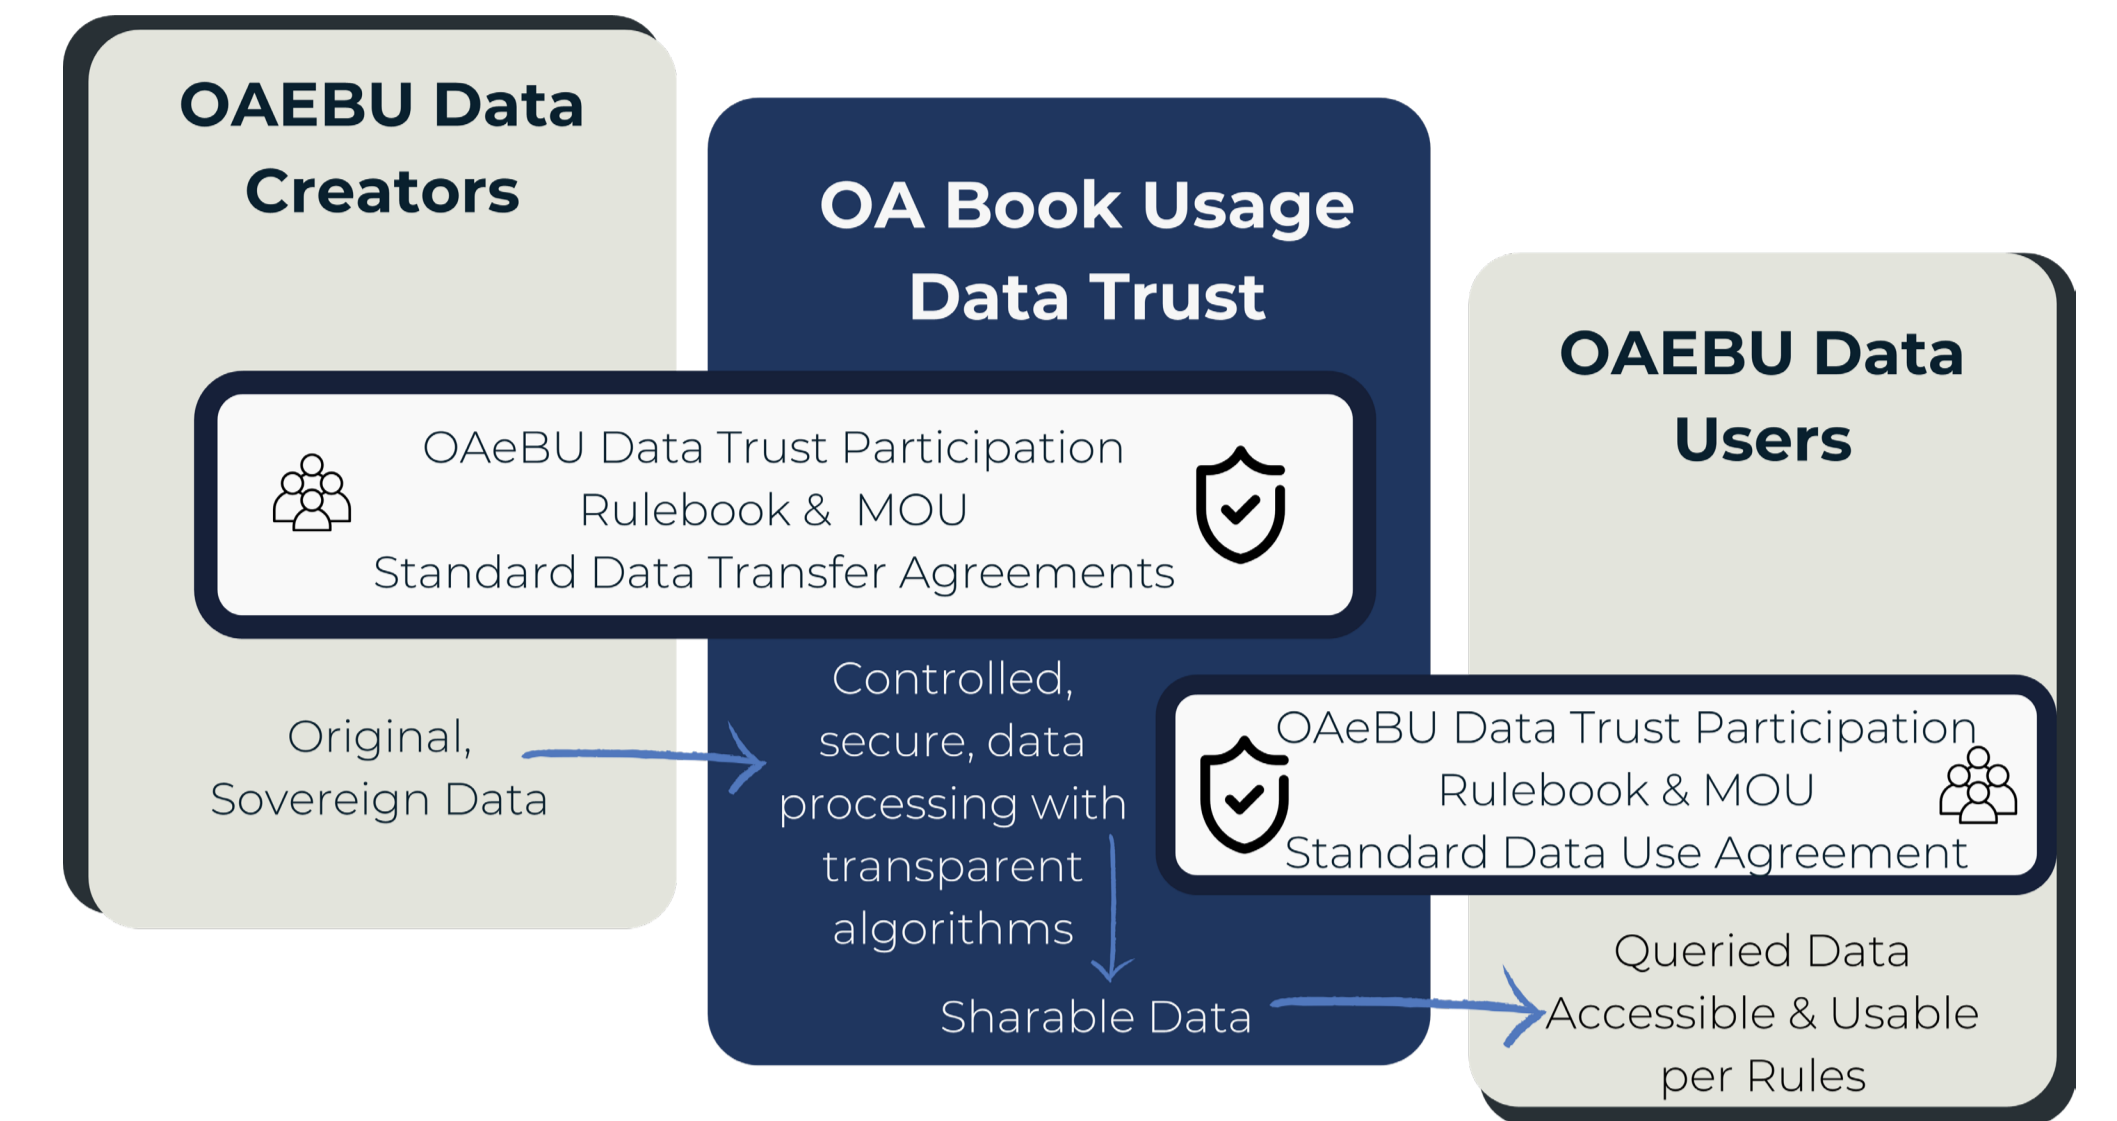 OAEBU Data
Creators
OA Book Usage
Data Trust
OAEBU Data
Users
OAeBU Data Trust Participation
Rulebook & MOU
Standard Data Transfer Agreements
Original,
Sovereign Data
Controlled,
secure, data
processing with
transparent
algorithms
Sharable Data
OAeBU Data Trust Participation
Rulebook & MOU
Standard Data Use Agreement
Queried Data
Accessible & Usable
per Rules